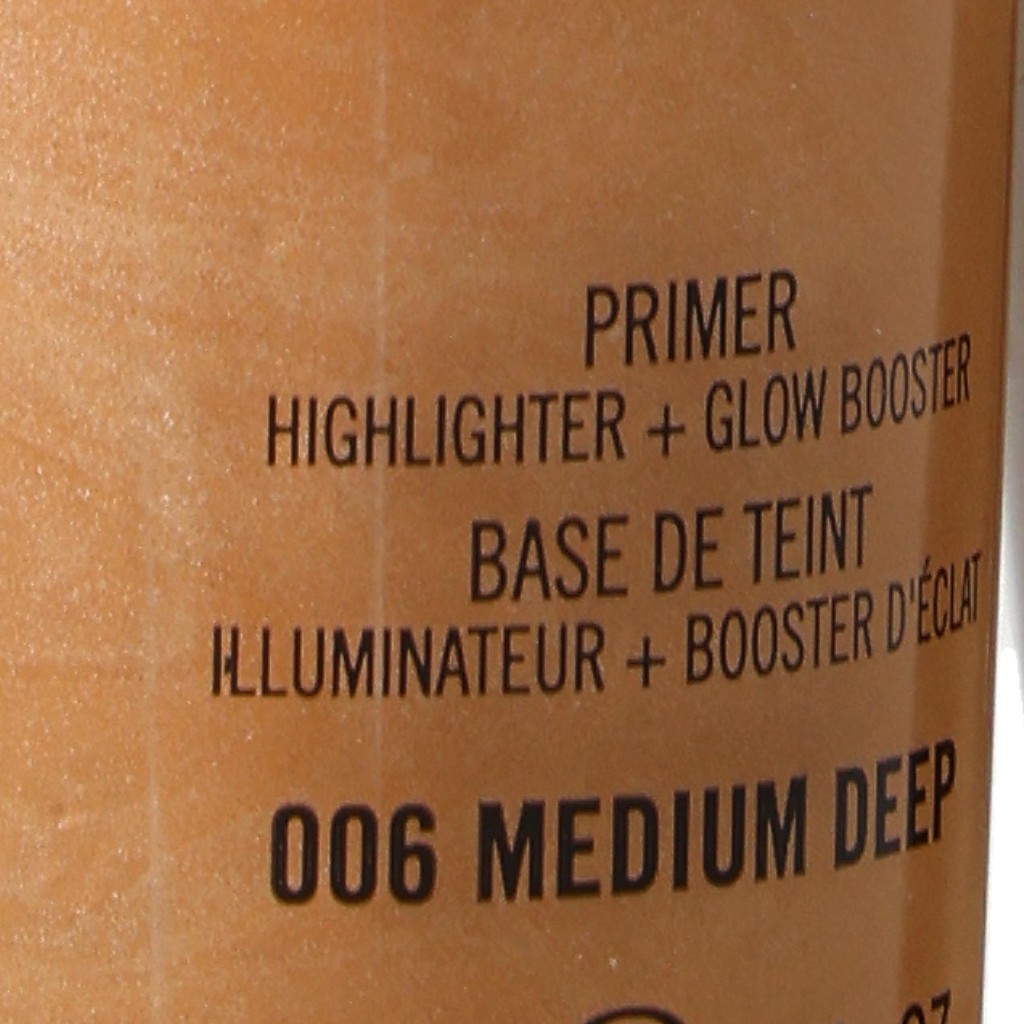 PRIMER
HIGHLIGHTER + GLOW BOOSTER
BASE DE TEINT
ILLUMINATEUR + BOOSTER D'ÉCLAT
006 MEDIUM DEEP